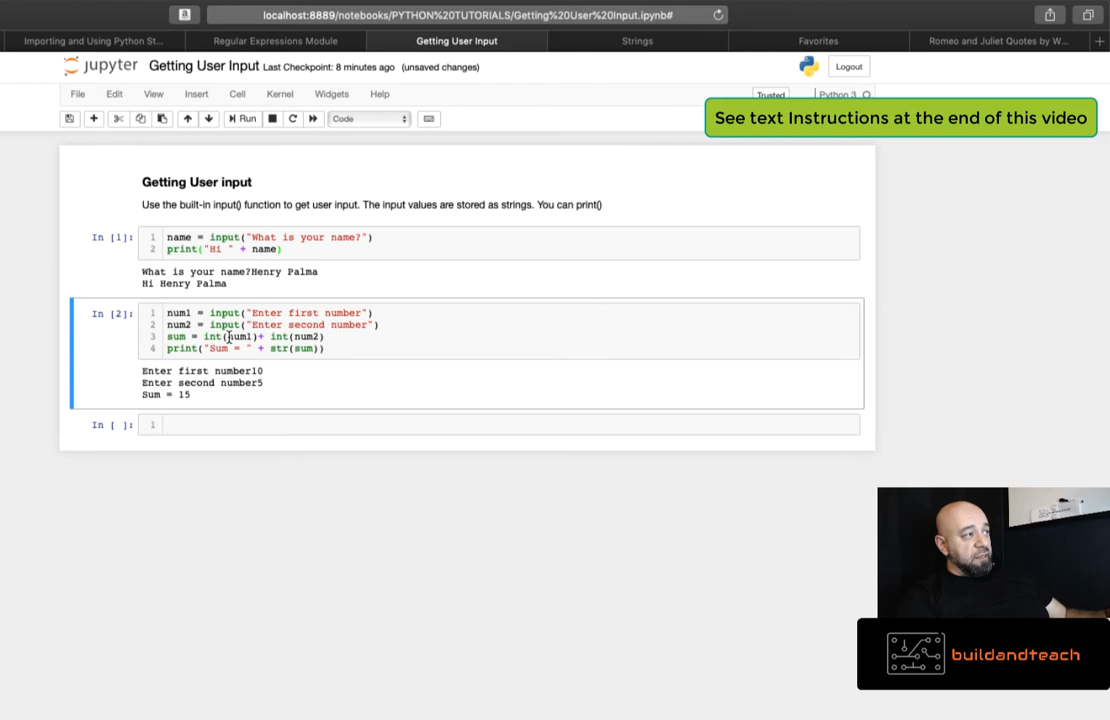 a
localhost:8889/notebooks/PYTHON%20TUTORIALS/Getting%20User%20Input.ipynb#
Importing and Using Python St...
Regular Expressions Module
Getting User Input
Strings
Favorites
Romeo and Juliet Quotes by W...
+
jupyter Getting User Input Last Checkpoint: 8 minutes ago (unsaved changes)
Logout
File Edit View Insert Cell Kernel Widgets Help
Trusted Python 3
Run Code
See text Instructions at the end of this video
Getting User input
Use the built-in input() function to get user input. The input values are stored as strings. You can print()
In [1]:
1 name = input("What is your name?")
2 print("Hi " + name)
What is your name?Henry Palma
Hi Henry Palma
In [2]:
1 num1 = input("Enter first number")
2 num2 = input("Enter second number")
3 sum = int(num1)+ int(num2)
4 print("Sum = " + str(sum))
Enter first number10
Enter second number5
Sum = 15
In [ ]:
1
buildandteach